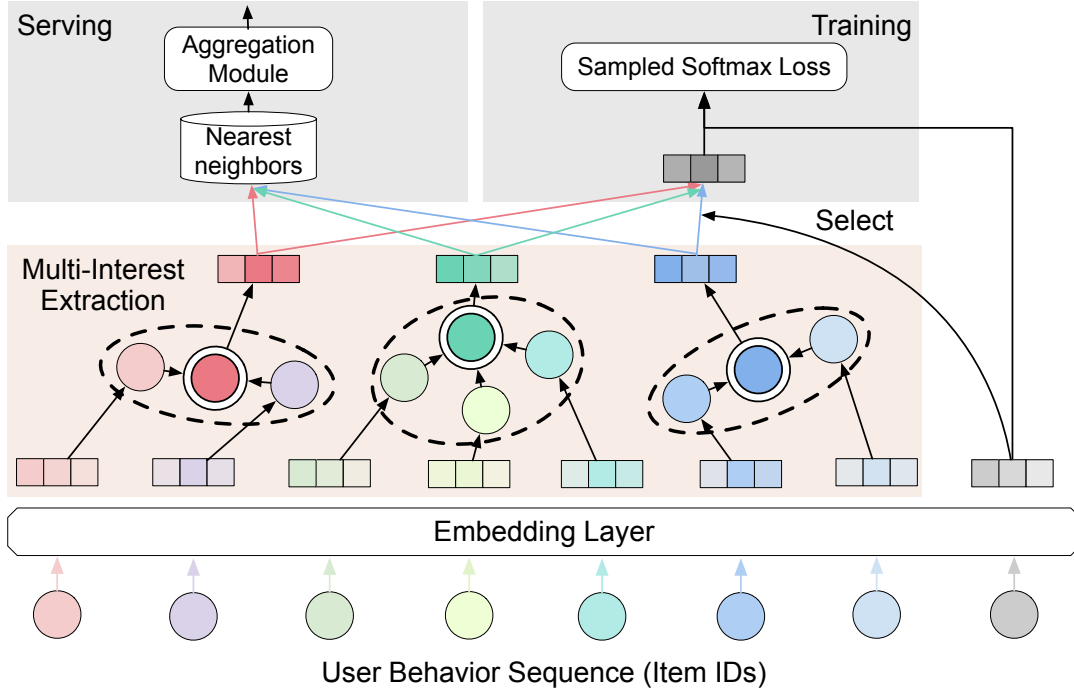 Serving
Training
Aggregation
Module
Sampled Softmax Loss
Nearest
neighbors
Select
Multi-Interest
Extraction
Embedding Layer
User Behavior Sequence (Item IDs)